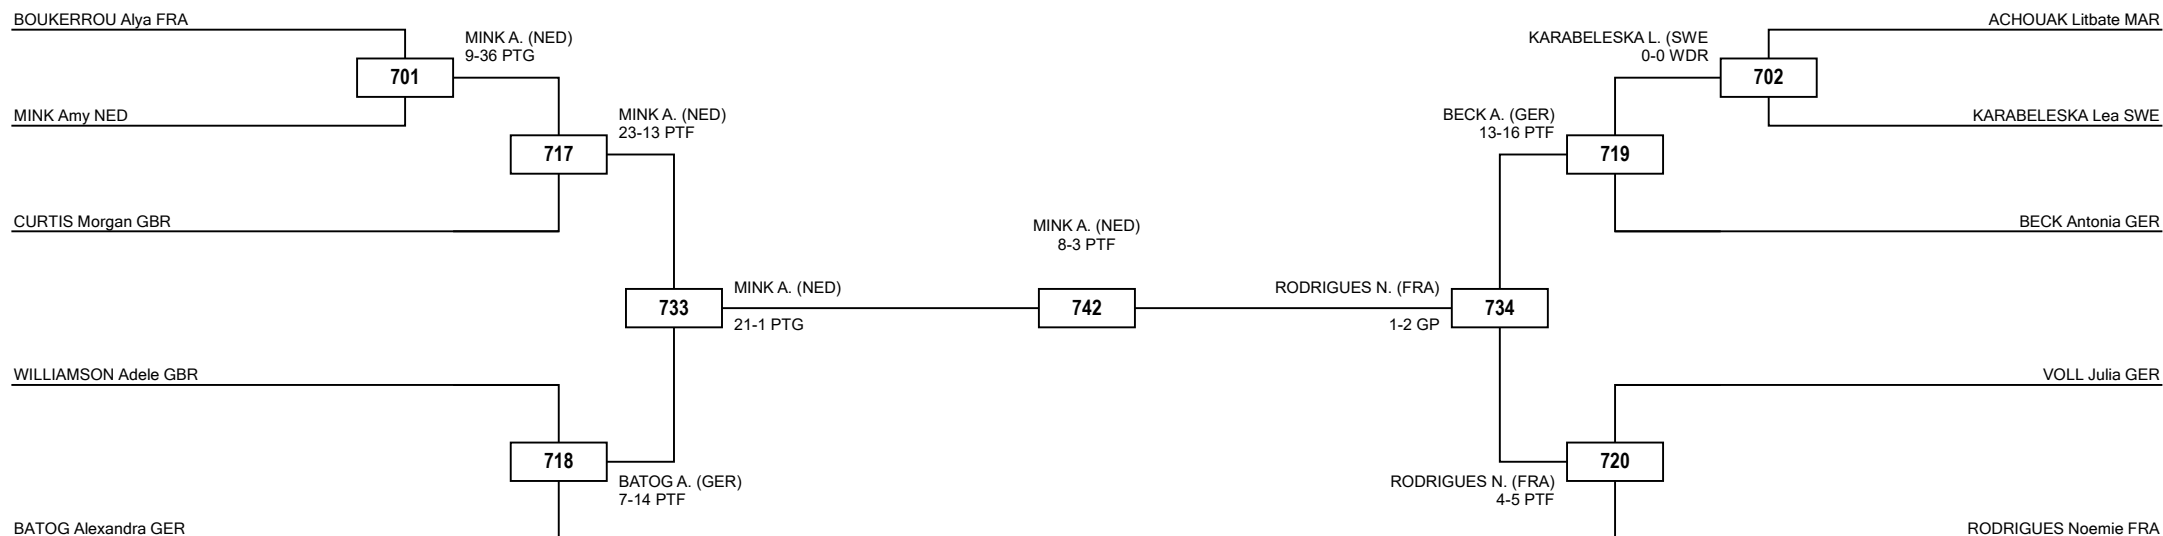 BOUKERROU Alya FRA
MINK A. (NED)
9-36 PTG
701
MINK Amy NED
MINK A. (NED)
23-13 PTF
717
CURTIS Morgan GBR
733
MINK A. (NED)
21-1 PTG
WILLIAMSON Adele GBR
718
BATOG A. (GER)
7-14 PTF
BATOG Alexandra GER
MINK A. (NED)
8-3 PTF
742
ACHOUAK Litbate MAR
KARABELESKA L. (SWE
0-0 WDR
702
KARABELESKA Lea SWE
BECK A. (GER)
13-16 PTF
719
BECK Antonia GER
RODRIGUES N. (FRA)
1-2 GP
734
VOLL Julia GER
720
RODRIGUES N. (FRA)
4-5 PTF
RODRIGUES Noemie FRA